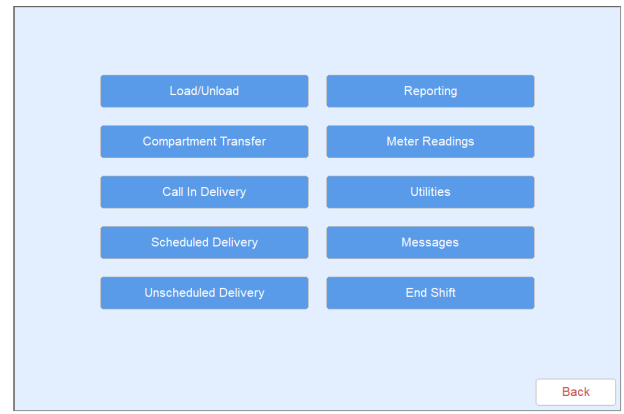 Load/Unload
Reporting
Compartment Transfer
Meter Readings
Call In Delivery
Utilities
Scheduled Delivery
Messages
Unscheduled Delivery
End Shift
Back